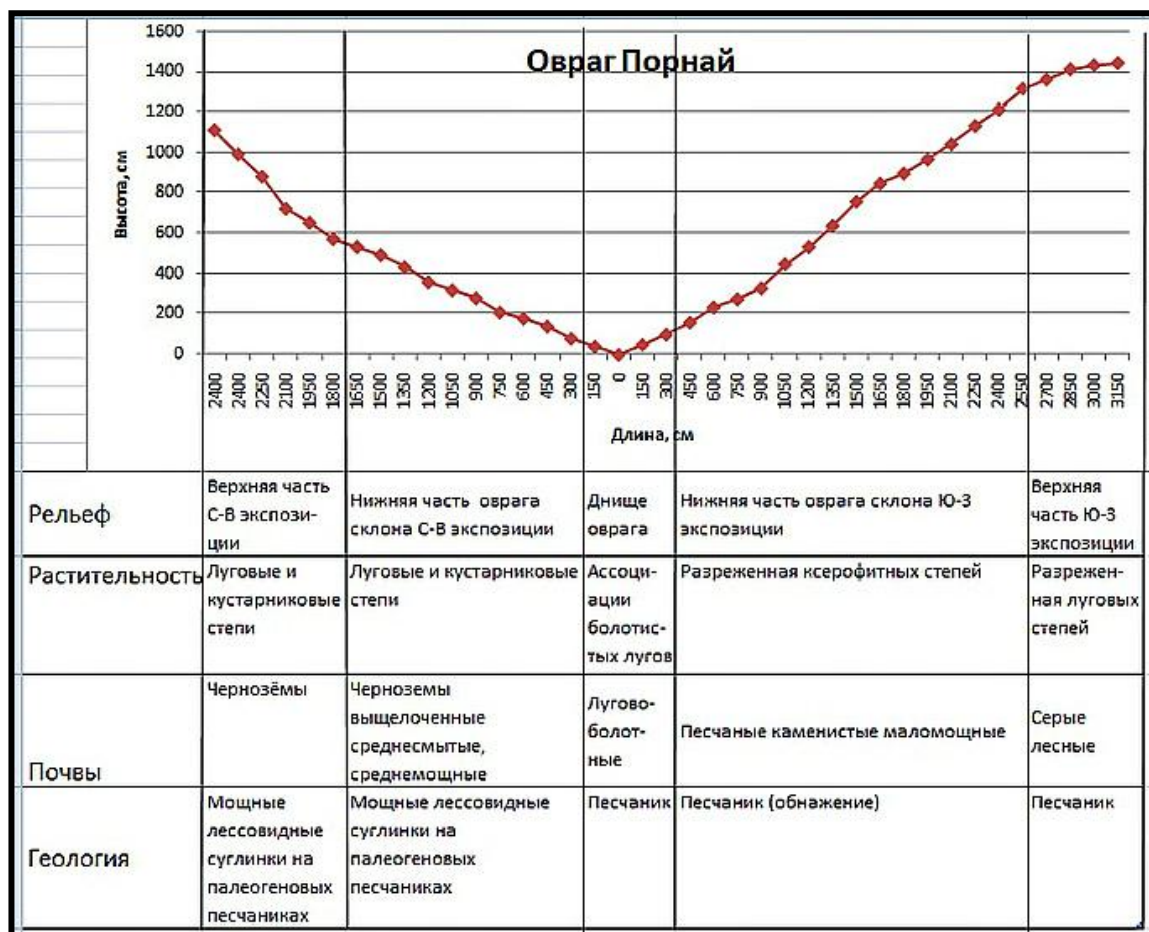 Овраг Порнай
1600
1400
1200
1000
800
600
400
200
0
Высота, см
2400 2400 2250 2100 1950 1800 1650 1500 1350 1200 1050 900 750 600 450 300 150 0 150 300 450 600 750 900 1050 1200 1350 1500 1650 1800 1950 2100 2250 2400 2550 2700 2850 3000 3150
Длина, см
Рельеф
Верхняя часть
С-В экспози-
ции
Нижняя часть оврага
склона С-В экспозиции
Днище
оврага
Нижняя часть оврага склона Ю-З
экспозиции
Верхняя
часть Ю-З
экспозиции
Растительность
Луговые и
кустарниковые
степи
Луговые и кустарниковые
степи
Ассоци-
ации
болотис-
тых лугов
Разреженная ксерофитных степей
Разрежен-
ная луговых
степей
Почвы
Чернозёмы
Черноземы
выщелоченные
среднесмытые,
среднемощные
Лугово-
болот-
ные
Песчаные каменистые маломощные
Серые
лесные
Геология
Мощные
лессовидные
суглинки на
палеогеновых
песчаниках
Мощные лессовидные
суглинки на
палеогеновых
песчаниках
Песчаник
Песчаник (обнажение)
Песчаник